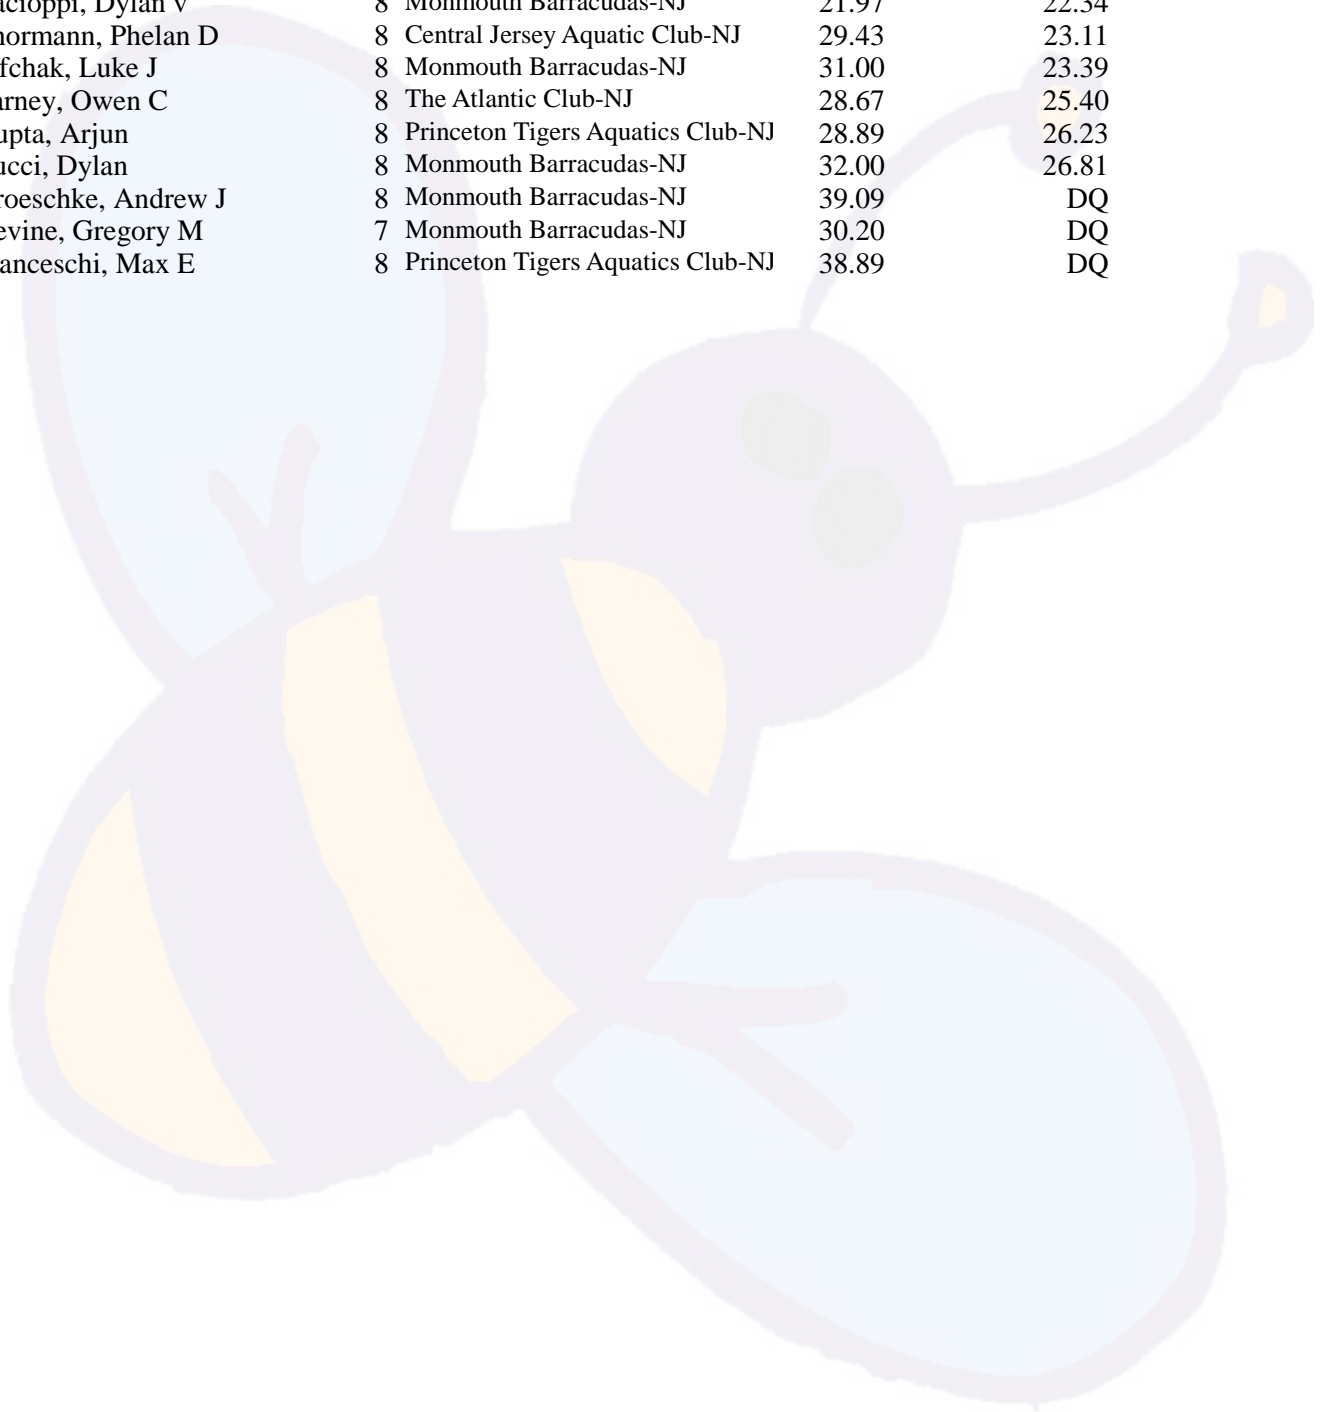 acioppi, Dylan V 8 Monmouth Barracudas-NJ 21.97 22.34
hormann, Phelan D 8 Central Jersey Aquatic Club-NJ 29.43 23.11
fchak, Luke J 8 Monmouth Barracudas-NJ 31.00 23.39
arney, Owen C 8 The Atlantic Club-NJ 28.67 25.40
upta, Arjun 8 Princeton Tigers Aquatics Club-NJ 28.89 26.23
ucci, Dylan 8 Monmouth Barracudas-NJ 32.00 26.81
roeschke, Andrew J 8 Monmouth Barracudas-NJ 39.09 DQ
evine, Gregory M 7 Monmouth Barracudas-NJ 30.20 DQ
anceschi, Max E 8 Princeton Tigers Aquatics Club-NJ 38.89 DQ